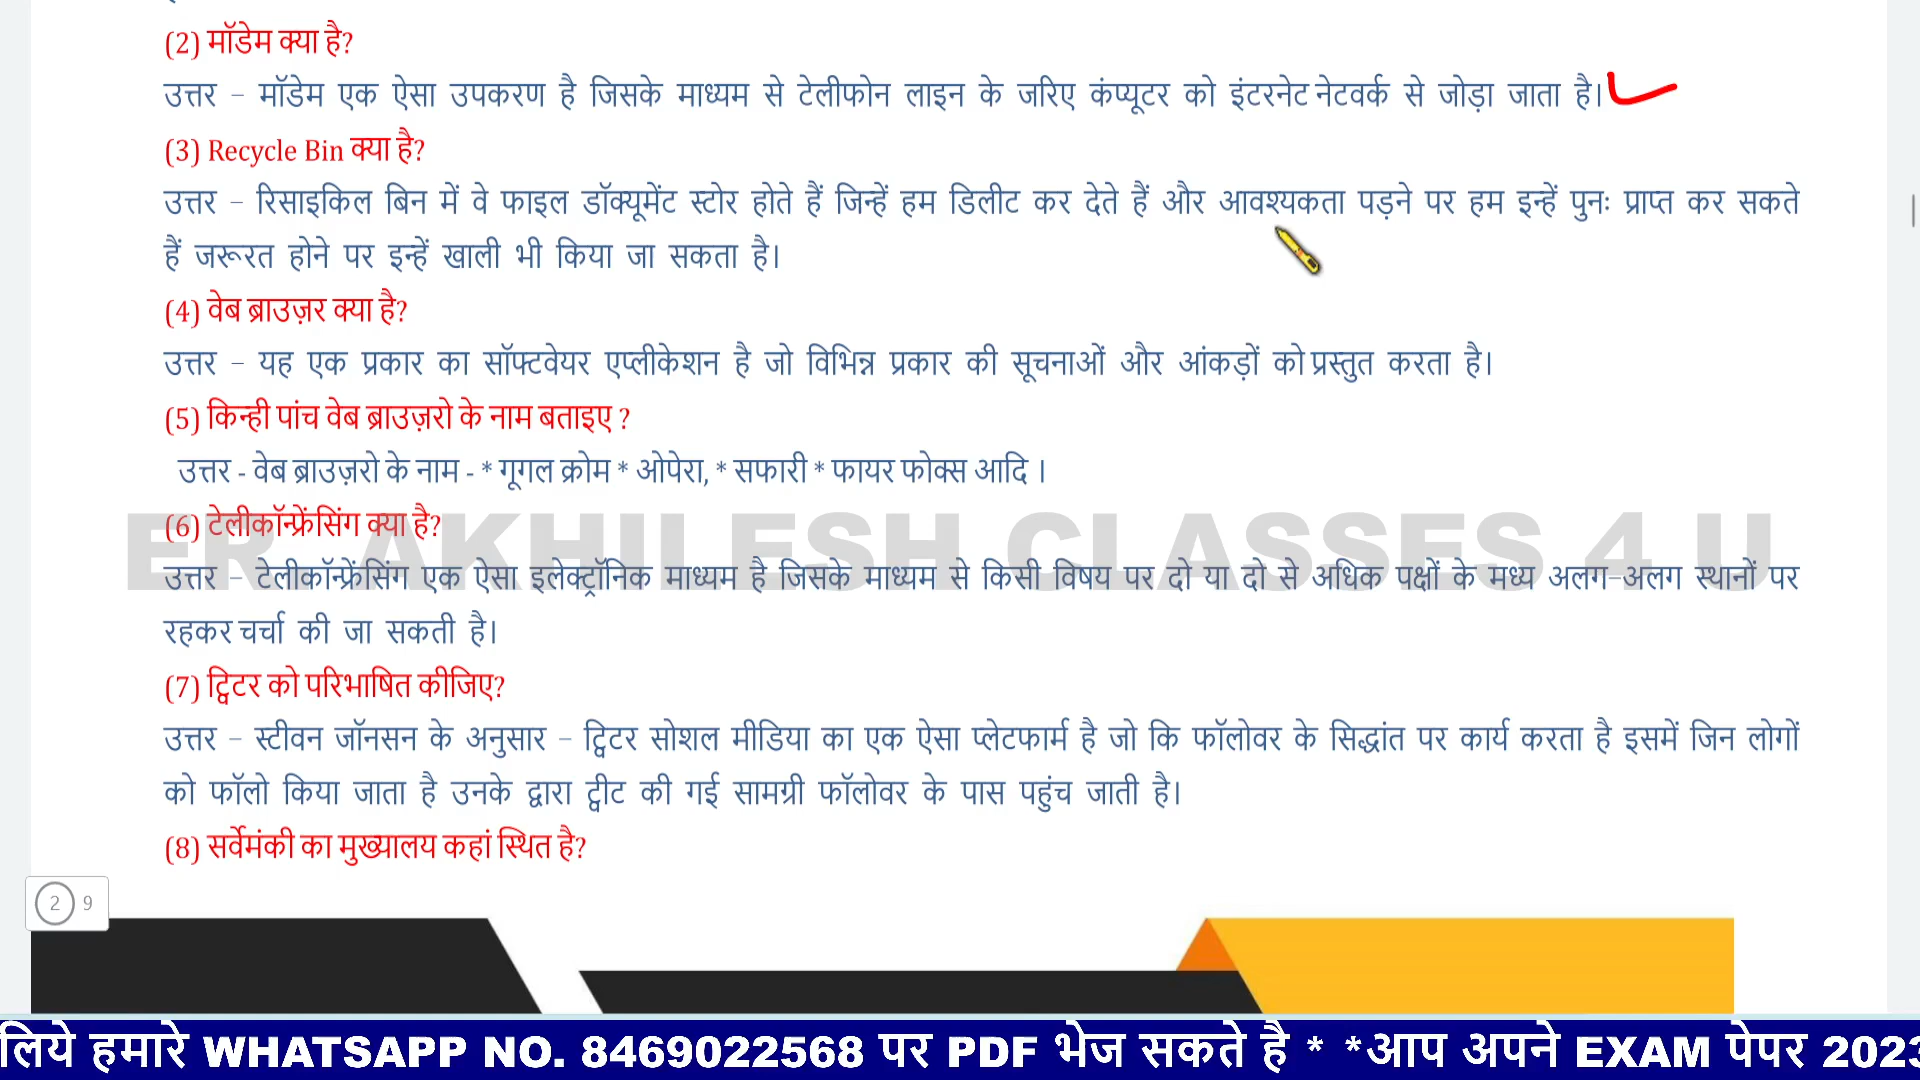 (2) मॉडेम क्या है?
उत्तर – मॉडेम एक ऐसा उपकरण है जिसके माध्यम से टेलीफोन लाइन के जरिए कंप्यूटर को इंटरनेट नेटवर्क से जोड़ा जाता है।
(3) Recycle Bin क्या है?
उत्तर – रिसाइकिल बिन में वे फाइल डॉक्यूमेंट स्टोर होते हैं जिन्हें हम डिलीट कर देते हैं और आवश्यकता पड़ने पर हम इन्हें पुनः प्राप्त कर सकते
हैं जरूरत होने पर इन्हें खाली भी किया जा सकता है।
(4) वेब ब्राउज़र क्या है?
उत्तर – यह एक प्रकार का सॉफ्टवेयर एप्लीकेशन है जो विभिन्न प्रकार की सूचनाओं और आंकड़ों को प्रस्तुत करता है।
(5) किन्ही पांच वेब ब्राउज़रो के नाम बताइए ?
उत्तर - वेब ब्राउज़रो के नाम - * गूगल क्रोम * ओपेरा, * सफारी * फायर फोक्स आदि ।
ER. AKHILESH CLASSES 4 U
(6) टेलीकॉन्फ्रेंसिंग क्या है?
उत्तर – टेलीकॉन्फ्रेंसिंग एक ऐसा इलेक्ट्रॉनिक माध्यम है जिसके माध्यम से किसी विषय पर दो या दो से अधिक पक्षों के मध्य अलग–अलग स्थानों पर
रहकर चर्चा की जा सकती है।
(7) ट्विटर को परिभाषित कीजिए?
उत्तर – स्टीवन जॉनसन के अनुसार – ट्विटर सोशल मीडिया का एक ऐसा प्लेटफार्म है जो कि फॉलोवर के सिद्धांत पर कार्य करता है इसमें जिन लोगों
को फॉलो किया जाता है उनके द्वारा ट्वीट की गई सामग्री फॉलोवर के पास पहुंच जाती है।
(8) सर्वेमंकी का मुख्यालय कहां स्थित है?
2 9
लिये हमारे WHATSAPP NO. 8469022568 पर PDF भेज सकते है * *आप अपने EXAM पेपर 2023